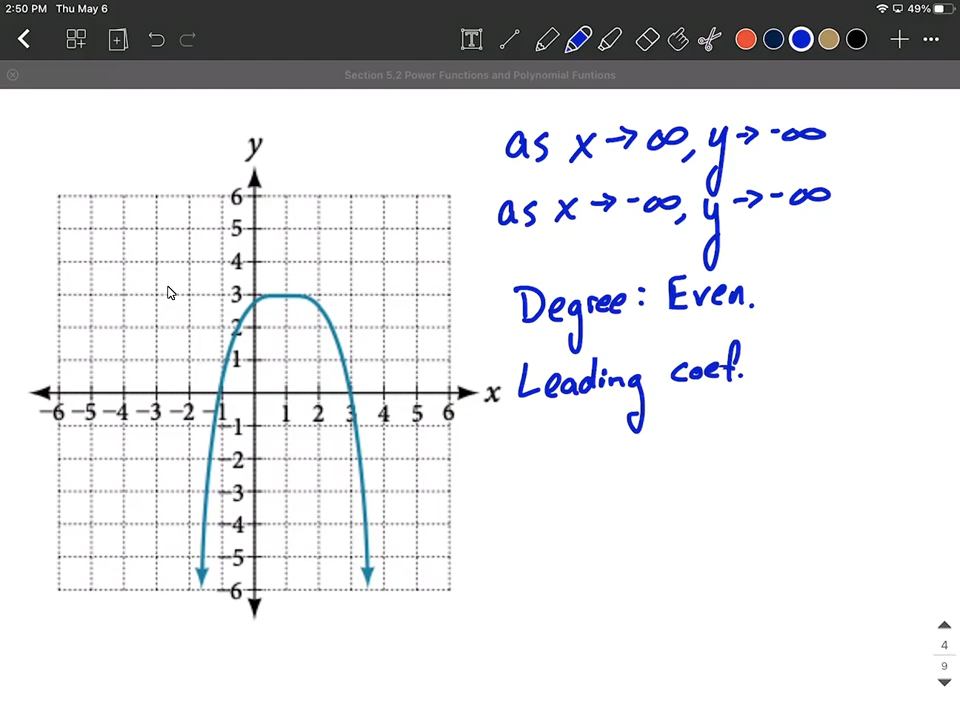 2:50 PM Thu May 6
49%
Section 5.2 Power Functions and Polynomial Funtions
as x → ∞, y → -∞
as x → -∞, y → -∞
Degree: Even.
Leading coef.
y
6
5
4
3
2
1
−6 −5 −4 −3 −2 −1 1 2 3 4 5 6 x
−1
−2
−3
−4
−5
−6
4
9